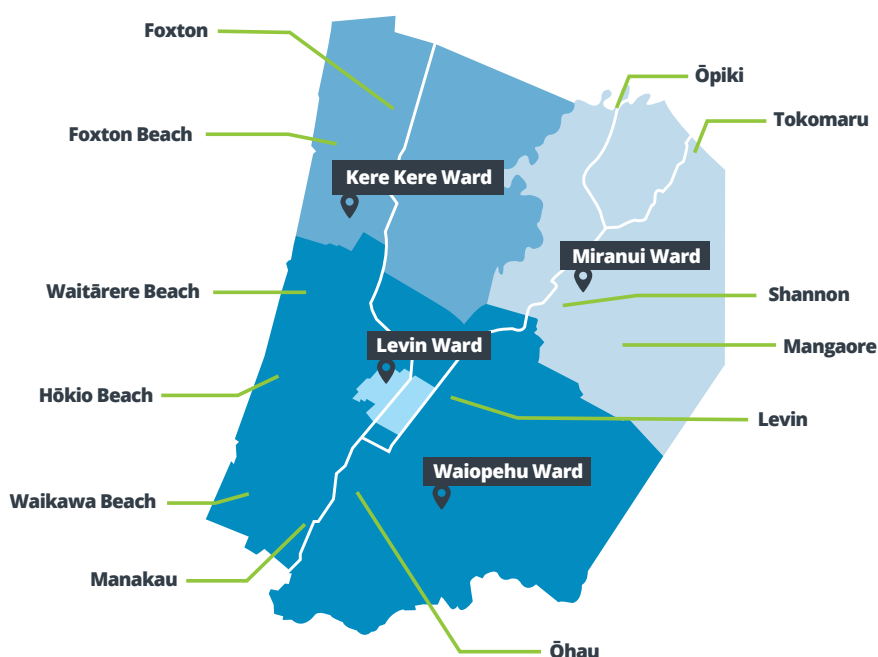 Foxton
Ōpiki
Tokomaru
Foxton Beach
Kere Kere Ward
Miranui Ward
Waitārere Beach
Shannon
Levin Ward
Mangaore
Hōkio Beach
Levin
Waiopehu Ward
Waikawa Beach
Manakau
Ōhau